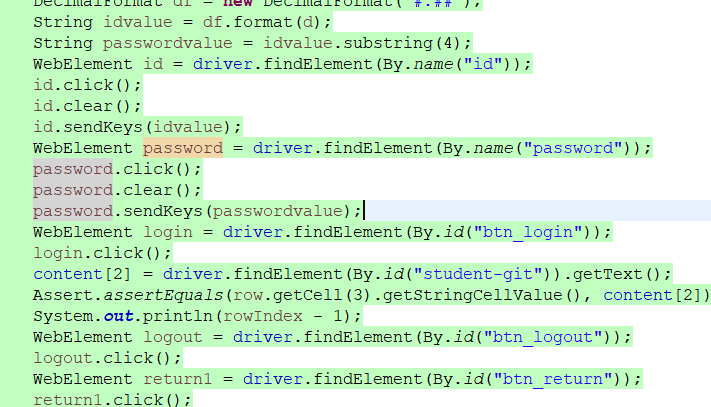 DecimalFormat df = new DecimalFormat("#.##");
String idvalue = df.format(d);
String passwordvalue = idvalue.substring(4);
WebElement id = driver.findElement(By.name("id"));
id.click();
id.clear();
id.sendKeys(idvalue);
WebElement password = driver.findElement(By.name("password"));
password.click();
password.clear();
password.sendKeys(passwordvalue);
WebElement login = driver.findElement(By.id("btn_login"));
login.click();
content[2] = driver.findElement(By.id("student-git")).getText();
Assert.assertEquals(row.getCell(3).getStringCellValue(), content[2])
System.out.println(rowIndex - 1);
WebElement logout = driver.findElement(By.id("btn_logout"));
logout.click();
WebElement return1 = driver.findElement(By.id("btn_return"));
return1.click();